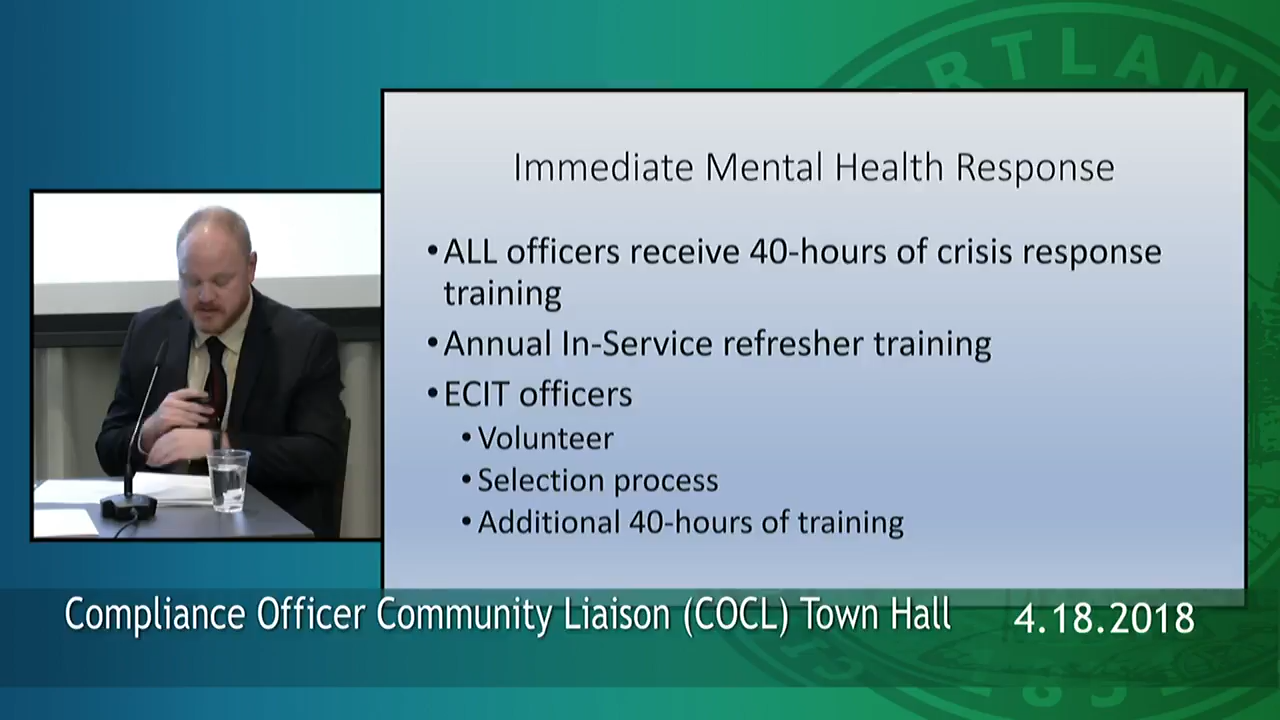 RTLAND
Immediate Mental Health Response
•ALL officers receive 40-hours of crisis response
training
•Annual In-Service refresher training
•ECIT officers
•Volunteer
•Selection process
•Additional 40-hours of training
Compliance Officer Community Liaison (COCL) Town Hall 4.18.2018